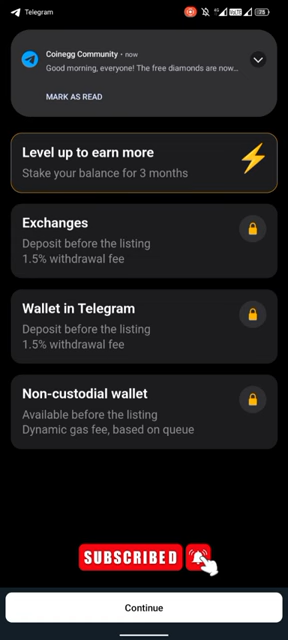 Telegram
Coinegg Community • now
Good morning, everyone! The free diamonds are now...
MARK AS READ
Level up to earn more
Stake your balance for 3 months
Exchanges
Deposit before the listing
1.5% withdrawal fee
Wallet in Telegram
Deposit before the listing
1.5% withdrawal fee
Non-custodial wallet
Available before the listing
Dynamic gas fee, based on queue
SUBSCRIBED
Continue